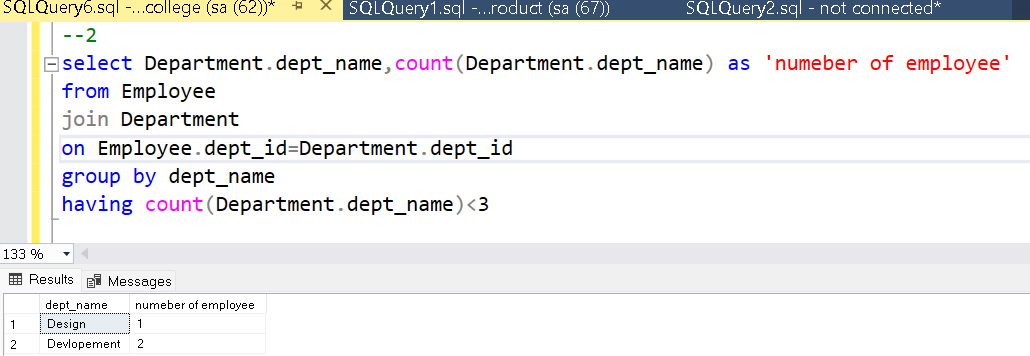 SQLQuery6.sql -...college (sa (62))* SQLQuery1.sql -...roduct (sa (67)) SQLQuery2.sql - not connected*
--2
select Department.dept_name,count(Department.dept_name) as 'numeber of employee'
from Employee
join Department
on Employee.dept_id=Department.dept_id
group by dept_name
having count(Department.dept_name)<3
133 %
Results Messages
dept_name numeber of employee
1 Design 1
2 Devlopement 2